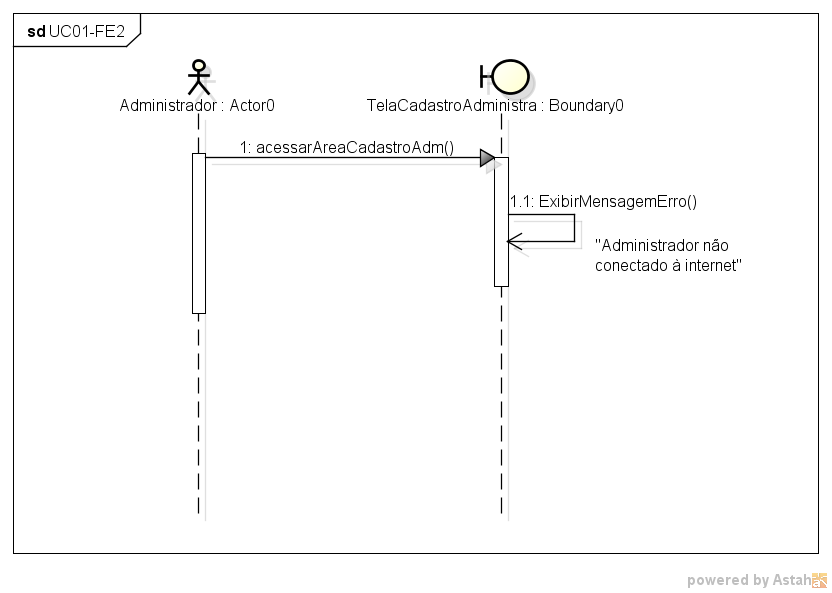 sd UC01-FE2
Administrador : Actor0
TelaCadastroAdministra : Boundary0
1: acessarAreaCadastroAdm()
1.1: ExibirMensagemErro()
"Administrador não
conectado à internet"
powered by Astah